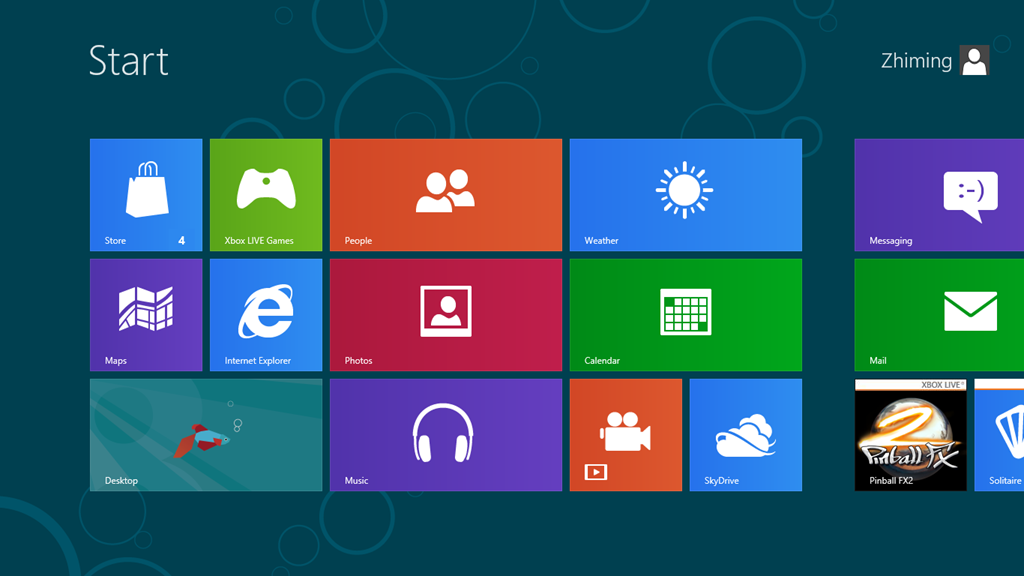 Start
Zhiming
Store 4
Xbox LIVE Games
People
Weather
Messaging
:-)
Maps
Internet Explorer
Photos
Calendar
Mail
Desktop
Music
SkyDrive
XBOX LIVE
2
Pinball FX
Pinball FX2
Solitaire